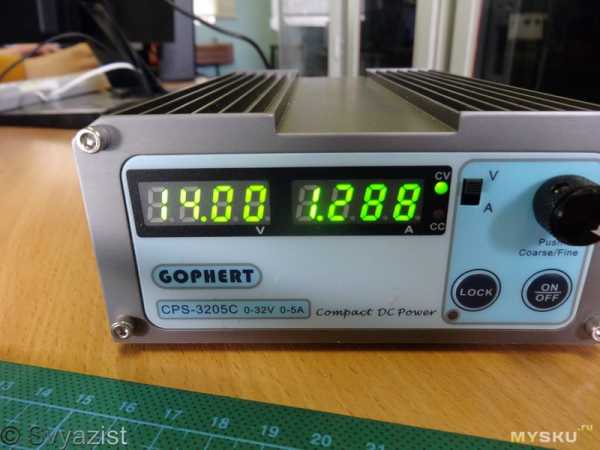 14.00 1.288
CV
V
A
CC
V
A
Push
Coarse/Fine
GOPHERT
LOCK
ON
OFF
CPS-3205C 0-32V 0-5A
Compact DC Power
13 14 15 16 17 18 19 20 21
© Svyazist
MYSKU.ru